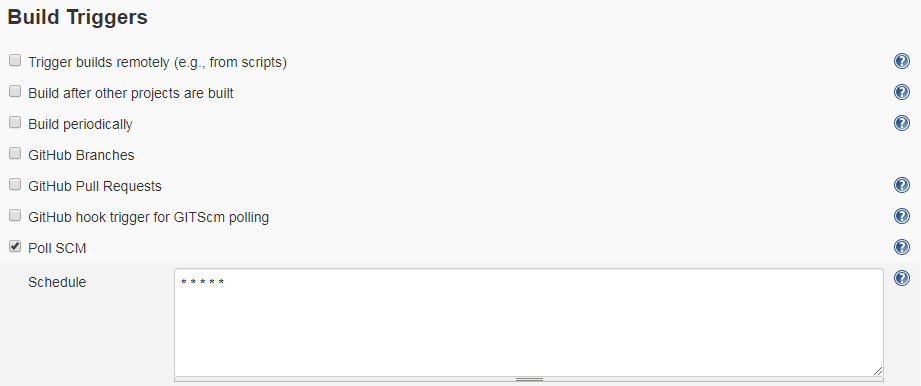 Build Triggers
Trigger builds remotely (e.g., from scripts)
Build after other projects are built
Build periodically
GitHub Branches
GitHub Pull Requests
GitHub hook trigger for GITScm polling
Poll SCM
Schedule
* * * * *